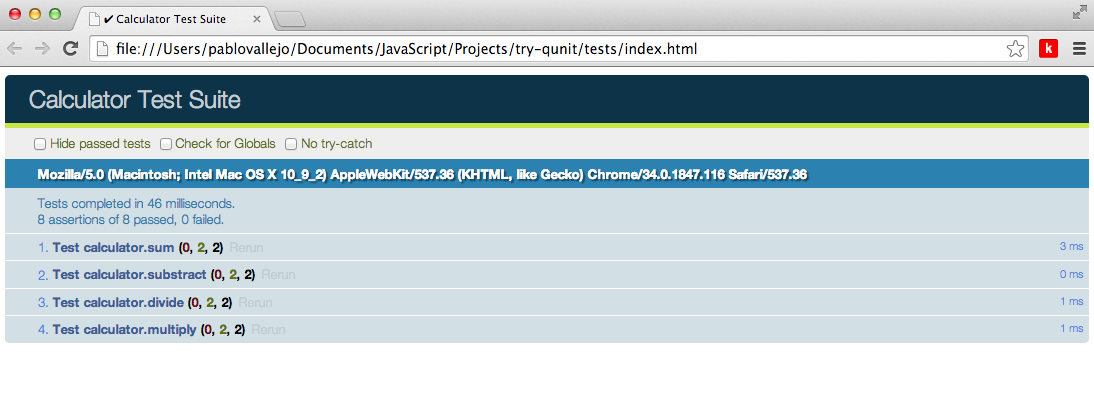 ✔ Calculator Test Suite
file:///Users/pablovallejo/Documents/JavaScript/Projects/try-qunit/tests/index.html
k
Calculator Test Suite
Hide passed tests Check for Globals No try-catch
Mozilla/5.0 (Macintosh; Intel Mac OS X 10_9_2) AppleWebKit/537.36 (KHTML, like Gecko) Chrome/34.0.1847.116 Safari/537.36
Tests completed in 46 milliseconds.
8 assertions of 8 passed, 0 failed.
1. Test calculator.sum (0, 2, 2) Rerun 3 ms
2. Test calculator.substract (0, 2, 2) Rerun 0 ms
3. Test calculator.divide (0, 2, 2) Rerun 1 ms
4. Test calculator.multiply (0, 2, 2) Rerun 1 ms